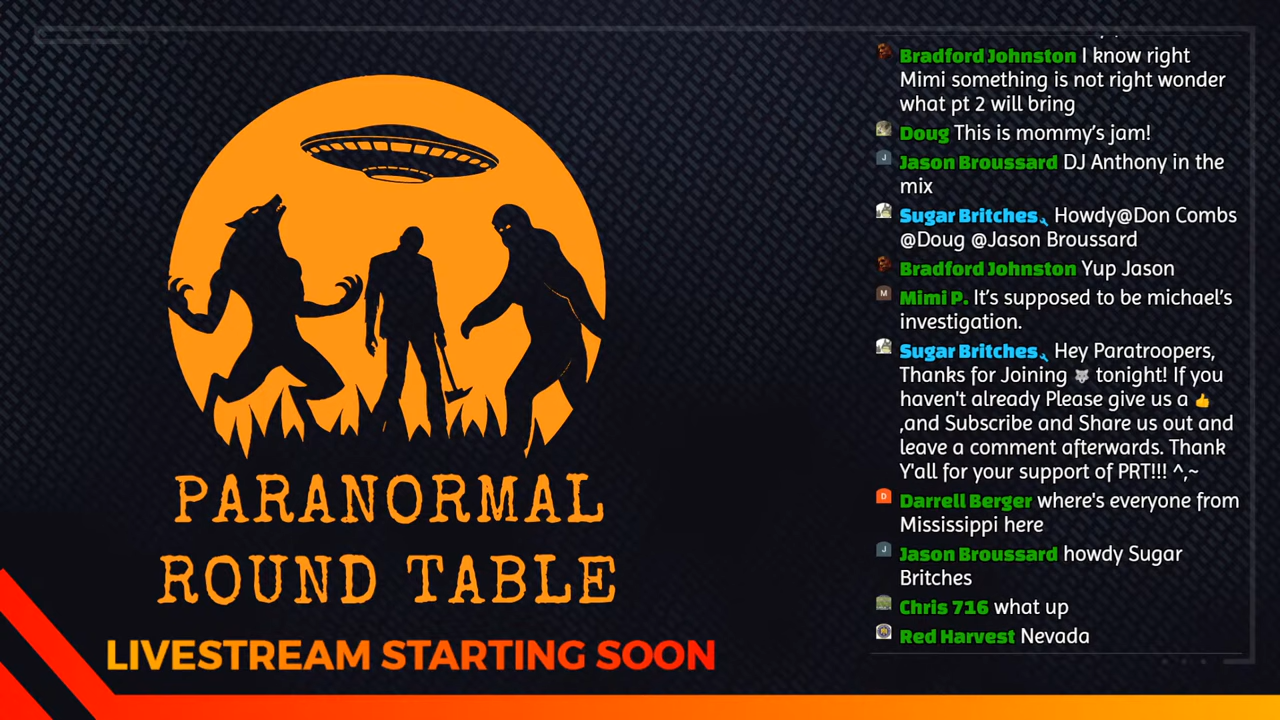 PARANORMAL
ROUND TABLE
LIVESTREAM STARTING SOON
Bradford Johnston I know right
Mimi something is not right wonder
what pt 2 will bring
Doug This is mommy's jam!
J Jason Broussard DJ Anthony in the
mix
Sugar Britches Howdy@Don Combs
@Doug @Jason Broussard
Bradford Johnston Yup Jason
M Mimi P. It's supposed to be michael's
investigation.
Sugar Britches Hey Paratroopers,
Thanks for Joining 🐺 tonight! If you
haven't already Please give us a 👍
,and Subscribe and Share us out and
leave a comment afterwards. Thank
Y'all for your support of PRT!!! ^,~
D Darrell Berger where's everyone from
Mississippi here
J Jason Broussard howdy Sugar
Britches
Chris 716 what up
Red Harvest Nevada